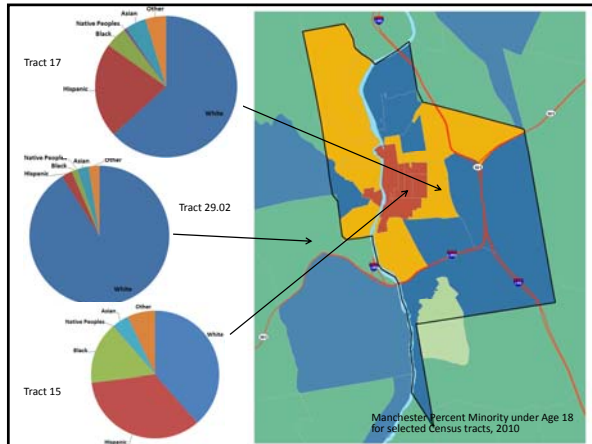 Tract 17
Other
Asian
Native Peoples
Black
Hispanic
White
Tract 29.02
Other
Asian
Native Peoples
Black
Hispanic
White
Tract 15
Other
Asian
Native Peoples
Black
Hispanic
White
Manchester Percent Minority under Age 18
for selected Census tracts, 2010